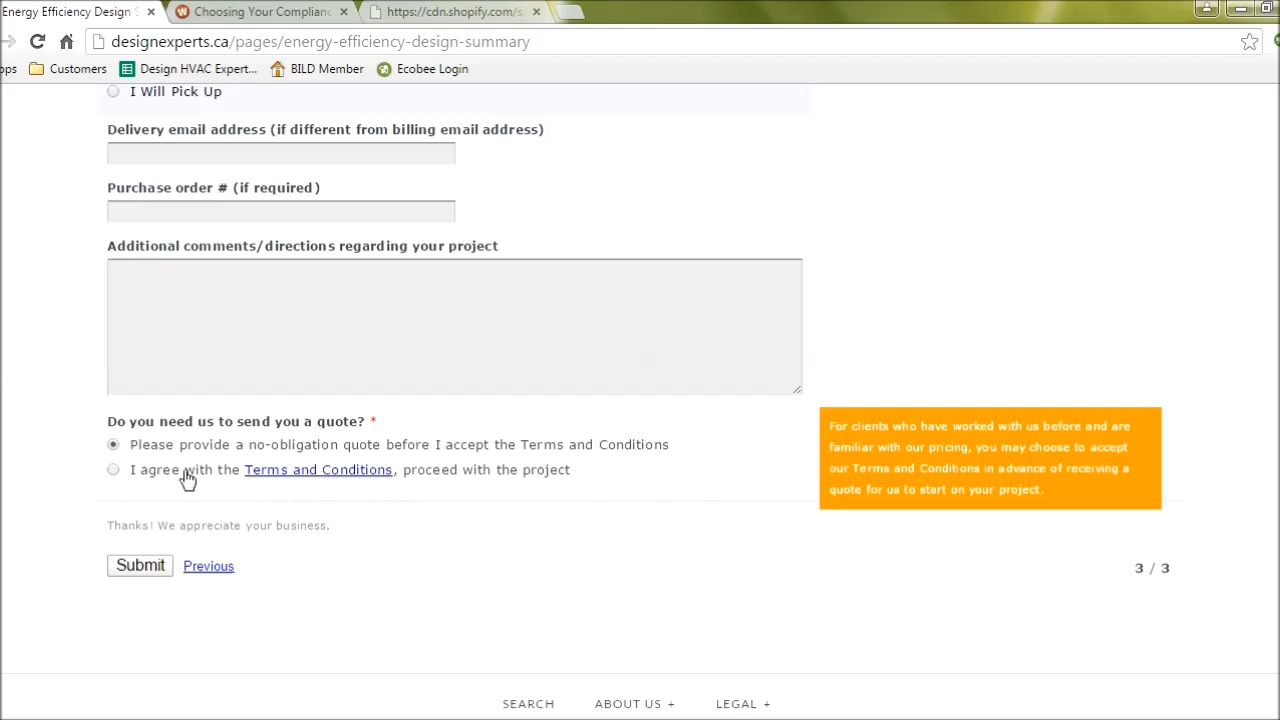 Energy Efficiency Design S
Choosing Your Complianc
https://cdn.shopify.com/s
designexperts.ca/pages/energy-efficiency-design-summary
ops
Customers
Design HVAC Expert...
BILD Member
Ecobee Login
I Will Pick Up
Delivery email address (if different from billing email address)
Purchase order # (if required)
Additional comments/directions regarding your project
Do you need us to send you a quote? *
Please provide a no-obligation quote before I accept the Terms and Conditions
I agree with the Terms and Conditions, proceed with the project
For clients who have worked with us before and are
familiar with our pricing, you may choose to accept
our Terms and Conditions in advance of receiving a
quote for us to start on your project.
Thanks! We appreciate your business.
Submit
Previous
3 / 3
SEARCH
ABOUT US +
LEGAL +